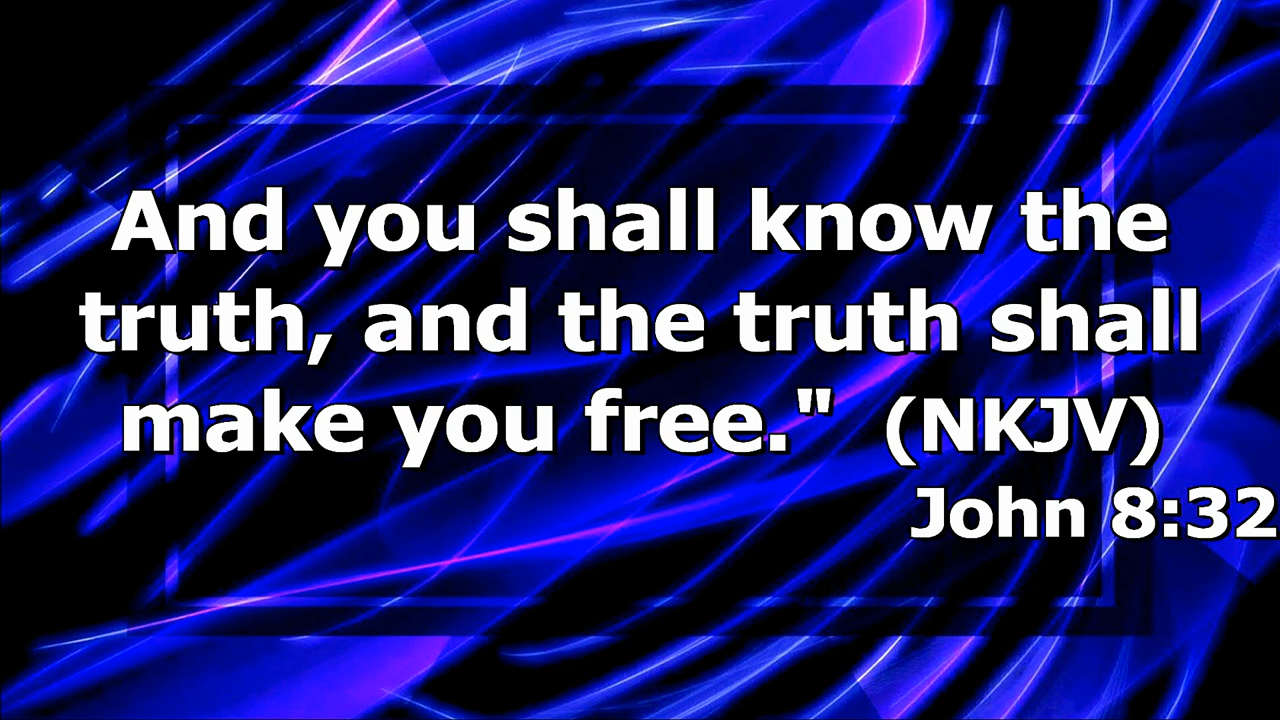 And you shall know the
truth, and the truth shall
make you free."  (NKJV)
John 8:32